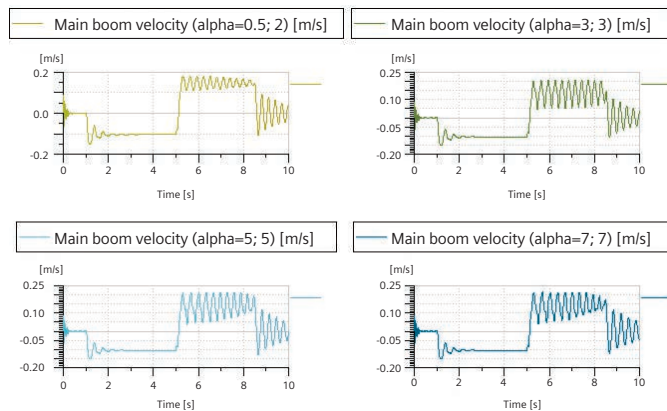 Main boom velocity (alpha=0.5; 2) [m/s]
Main boom velocity (alpha=3; 3) [m/s]
[m/s]
0.2
0.0
-0.2
0 2 4 6 8 10
Time [s]
[m/s]
0.25
0.10
-0.05
-0.20
0 2 4 6 8 10
Time [s]
Main boom velocity (alpha=5; 5) [m/s]
Main boom velocity (alpha=7; 7) [m/s]
[m/s]
0.25
0.10
-0.05
-0.20
0 2 4 6 8 10
Time [s]
[m/s]
0.25
0.10
-0.05
-0.20
0 2 4 6 8 10
Time [s]